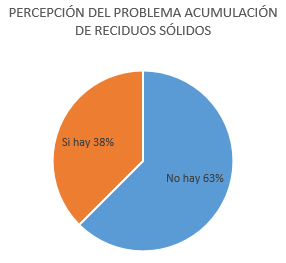 PERCEPCIÓN DEL PROBLEMA ACUMULACIÓN
DE RECIDUOS SÓLIDOS
Si hay 38%
No hay 63%